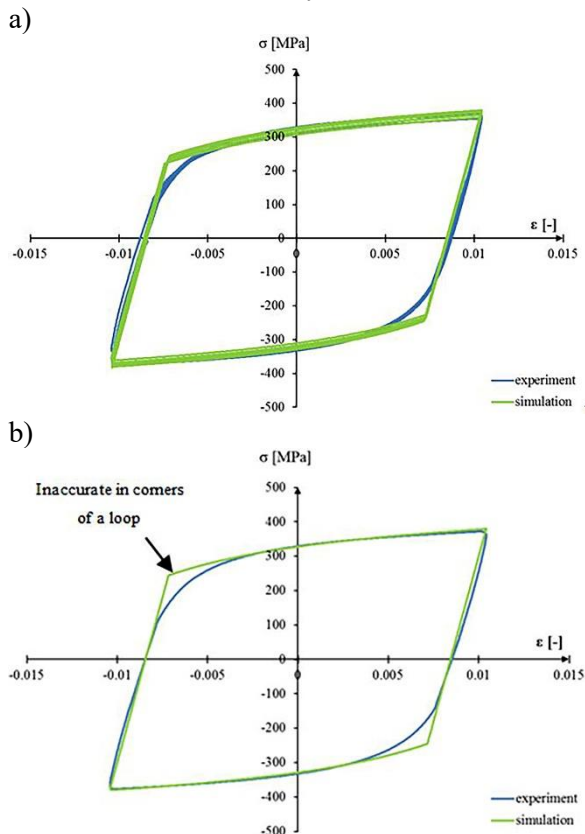 a)
σ [MPa]
500
400
300
200
100
0
-0.015 -0.01 -0.005 0 0.005 0.01 0.015
ε [-]
-100
-200
-300
-400
-500
experiment
simulation
b)
σ [MPa]
Inaccurate in corners
of a loop
500
400
300
200
100
0
-0.015 -0.01 -0.005 0 0.005 0.01 0.015
ε [-]
-100
-200
-300
-400
-500
experiment
simulation